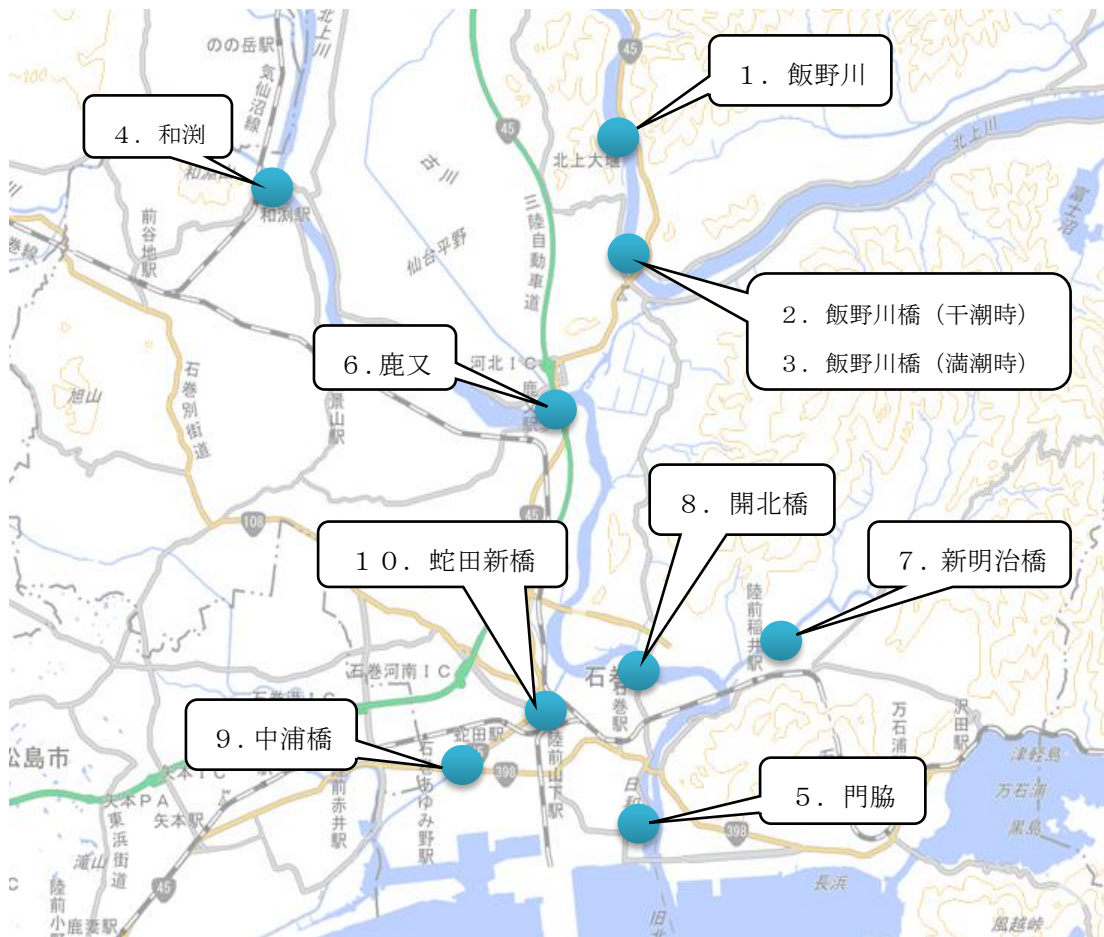 1．飯野川
のの岳駅
北上川
気仙沼線
45
4．和渕
45
北上大堰
北上川
古川
和渕山
和渕駅
富士沼
前谷地駅
三陸自動車道
仙台平野
2．飯野川橋（干潮時）
3．飯野川橋（満潮時）
6.鹿又
河北ＩＣ
鹿又駅
旭山
石巻別街道
景山駅
8．開北橋
45
108
10．蛇田新橋
7．新明治橋
陸前稲井駅
石巻河南ＩＣ
石巻駅
万石浦
沢田駅
9.中浦橋
蛇田駅
陸前山下駅
398
松島市
矢本ＩＣ
矢本ＰＡ
矢本駅
東浜街道
前赤井駅
石巻あゆみ野駅
津軽島
万石浦
黒島
5．門脇
日和
398
滝山
45
長浜
陸前小野
鹿妻駅
旧北
風越峠